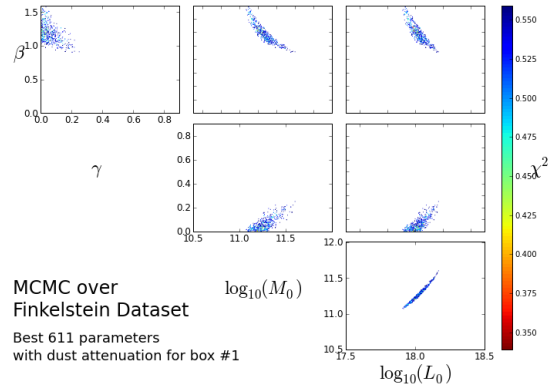 1.5
1.0
β
0.5
0.0
0.0 0.2 0.4 0.6 0.8
γ
0.8
0.6
0.4
0.2
0.0
10.5 11.0 11.5 12.0
log₁₀(M₀)
12.0
11.5
11.0
10.5
17.5 18.0 18.5
log₁₀(L₀)
0.550
0.525
0.500
0.475
0.450
χ²
0.425
0.400
0.375
0.350
MCMC over
Finkelstein Dataset
Best 611 parameters
with dust attenuation for box #1